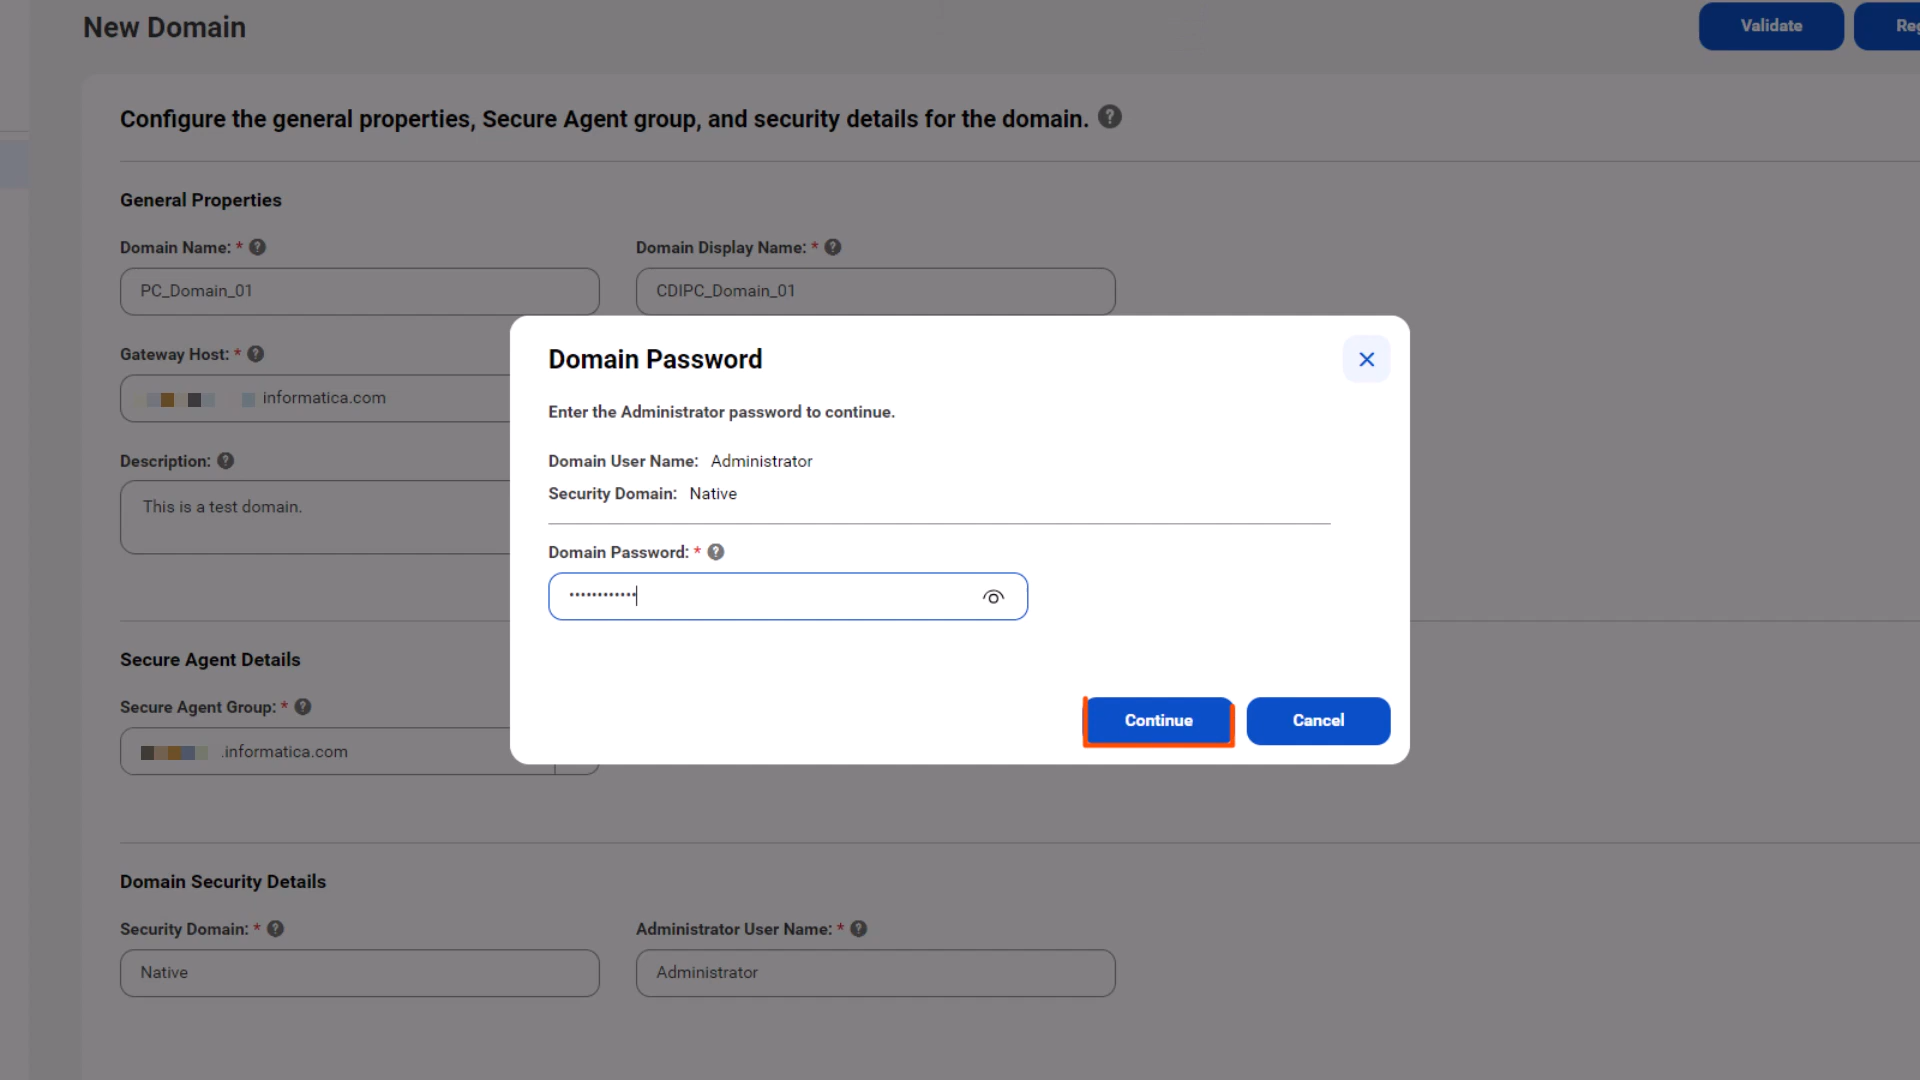 New Domain
Validate
Configure the general properties, Secure Agent group, and security details for the domain. ?
General Properties
Domain Name: * ?
Domain Display Name: * ?
PC_Domain_01
CDIPC_Domain_01
Gateway Host: * ?
informatica.com
Description: ?
This is a test domain.
Domain Password
Enter the Administrator password to continue.
Domain User Name: Administrator
Security Domain: Native
Domain Password: * ?
••••••••••••
Continue
Cancel
Secure Agent Details
Secure Agent Group: * ?
.informatica.com
Domain Security Details
Security Domain: * ?
Administrator User Name: * ?
Native
Administrator